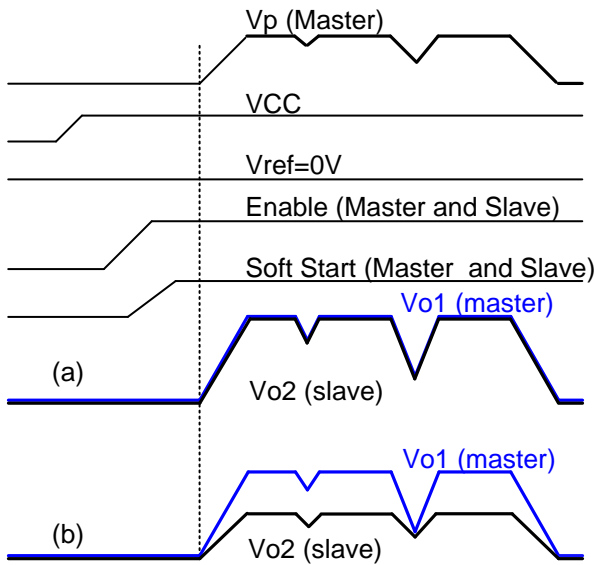 Vp (Master)
VCC
Vref=0V
Enable (Master and Slave)
Soft Start (Master and Slave)
Vo1 (master)
(a)
Vo2 (slave)
Vo1 (master)
(b)
Vo2 (slave)